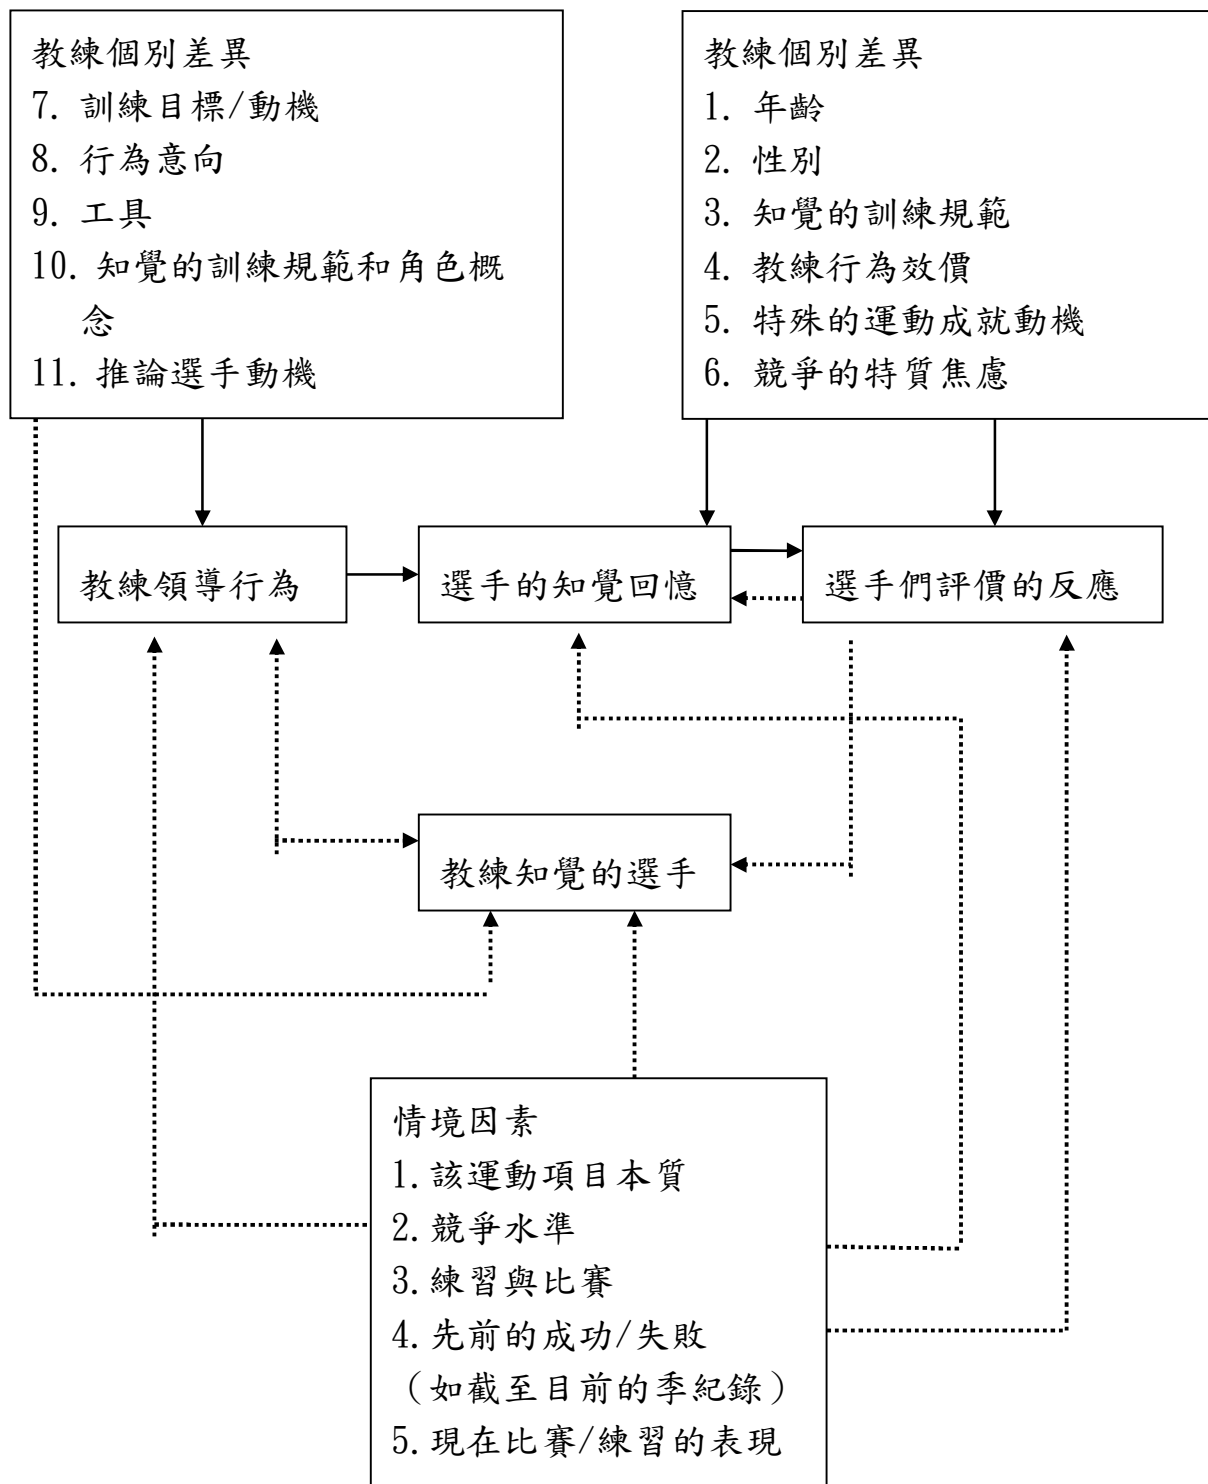 教練個別差異
7. 訓練目標/動機
8. 行為意向
9. 工具
10. 知覺的訓練規範和角色概
念
11. 推論選手動機
教練個別差異
1. 年齡
2. 性別
3. 知覺的訓練規範
4. 教練行為效價
5. 特殊的運動成就動機
6. 競爭的特質焦慮
教練領導行為
選手的知覺回憶
選手們評價的反應
教練知覺的選手
情境因素
1.該運動項目本質
2.競爭水準
3.練習與比賽
4.先前的成功/失敗
（如截至目前的季紀錄）
5.現在比賽/練習的表現